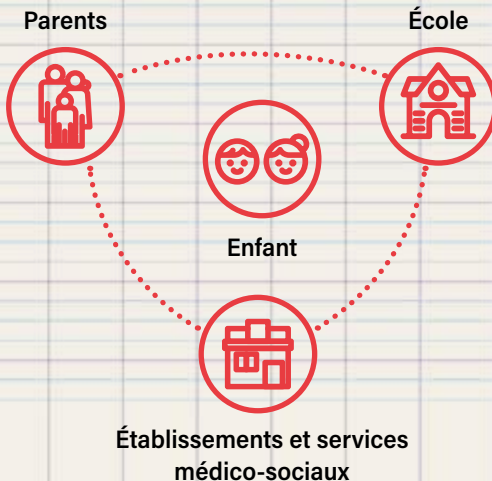 Parents
École
Enfant
Établissements et services
médico-sociaux